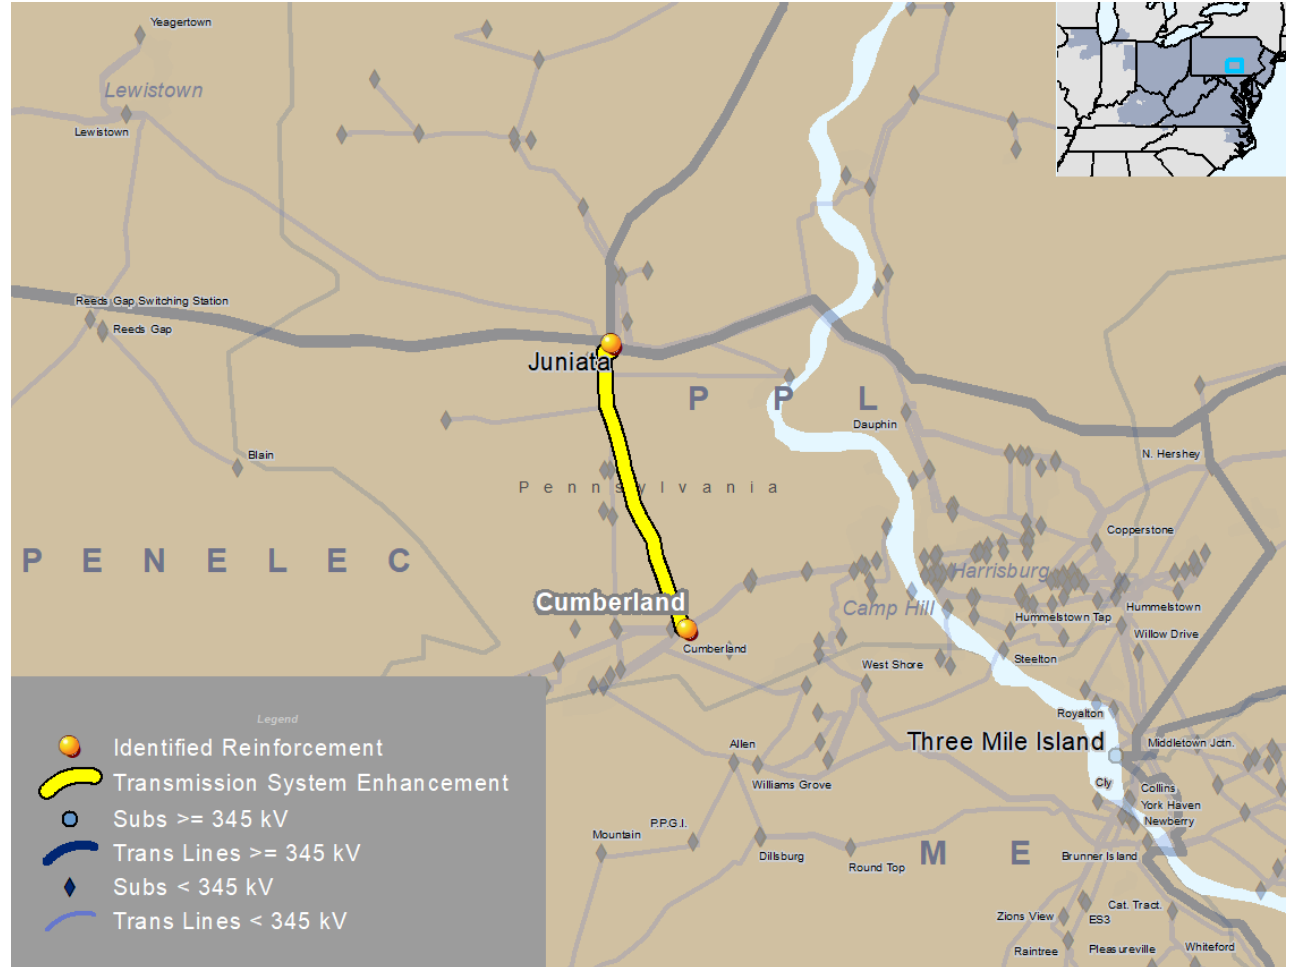 Yeagertown
Lewistown
Lewistown
Reeds Gap Switching Station
Reeds Gap
Juniata
P P L
Dauphin
Blain
N. Hershey
Pennsylvania
Copperstone
PENELEC
Harrisburg
Cumberland
Camp Hill
Hummelstown
Hummelstown Tap
Willow Drive
Cumberland
Steelton
West Shore
Royalton
Three Mile Island
Middletown Jctn.
Allen
Williams Grove
Cly
Collins
York Haven
Newberry
P.P.G.I.
Mountain
Dillsburg
Round Top
M E
Brunner Island
Cat. Tract.
Zions View
ES3
Raintree
Pleasureville
Whiteford
Legend
Identified Reinforcement
Transmission System Enhancement
Subs >= 345 kV
Trans Lines >= 345 kV
Subs < 345 kV
Trans Lines < 345 kV